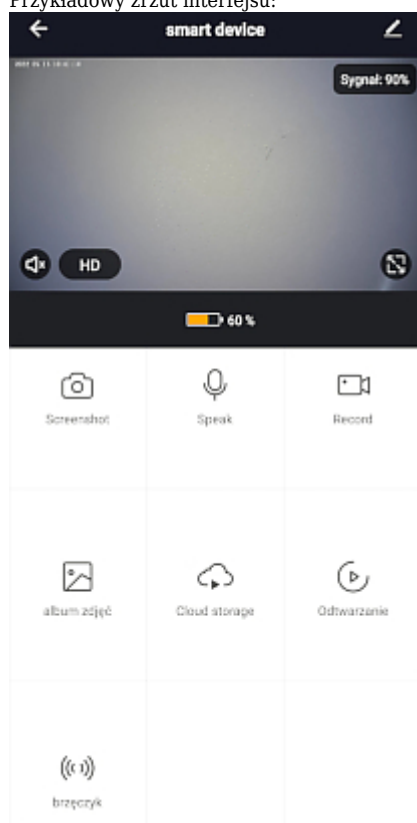 Przykładowy zrzut interfejsu:
smart device
Sygnał: 90%
HD
60 %
Screenshot
Speak
Record
album zdjęć
Cloud storage
Odtwarzanie
brzęczyk